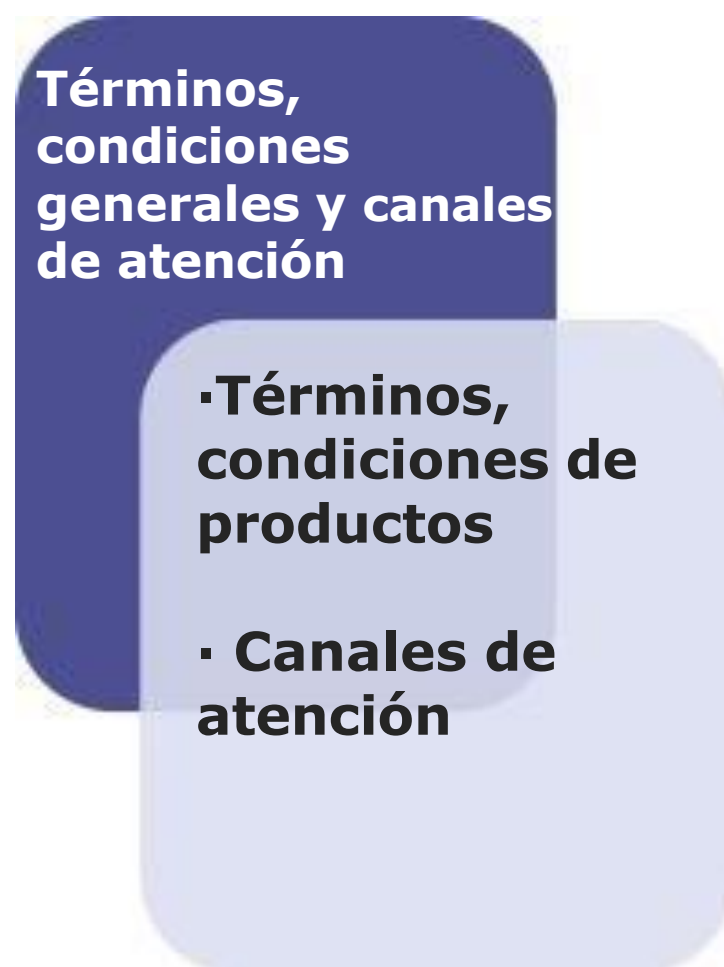 Términos,
condiciones
generales y canales
de atención
·Términos,
condiciones de
productos
· Canales de
atención